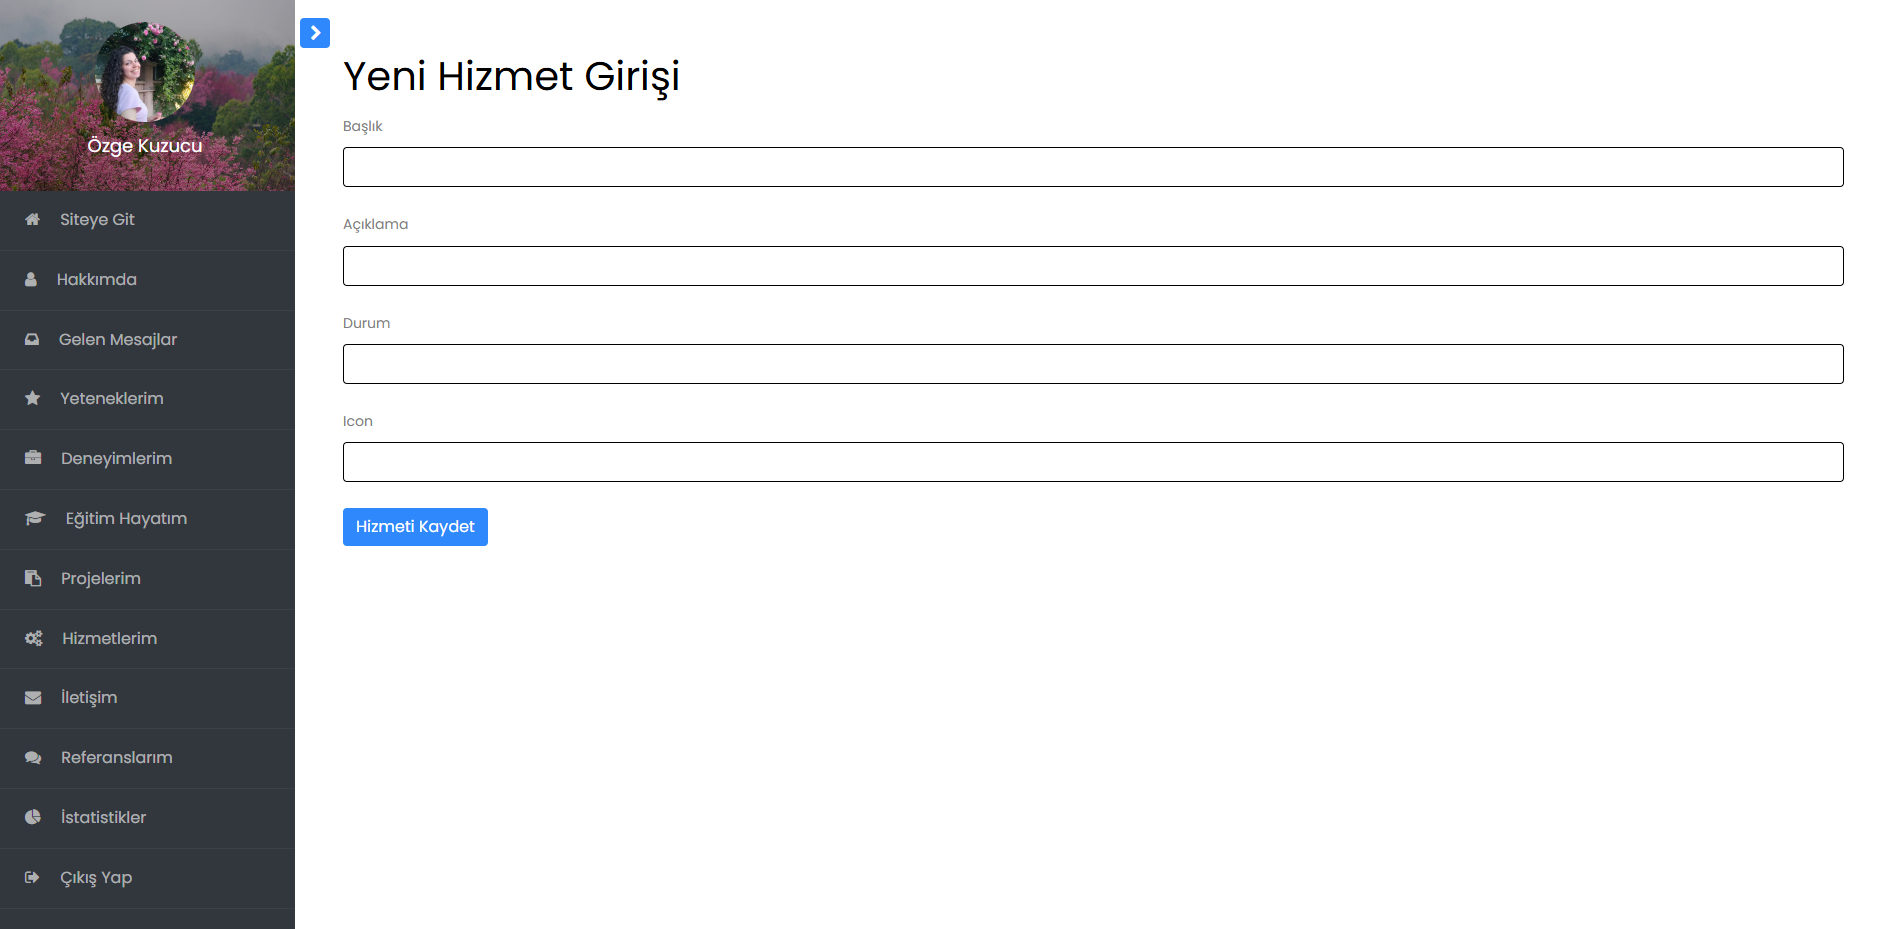 Özge Kuzucu
Siteye Git
Hakkımda
Gelen Mesajlar
Yeteneklerim
Deneyimlerim
Eğitim Hayatım
Projelerim
Hizmetlerim
İletişim
Referanslarım
İstatistikler
Çıkış Yap
Yeni Hizmet Girişi
Başlık
Açıklama
Durum
Icon
Hizmeti Kaydet